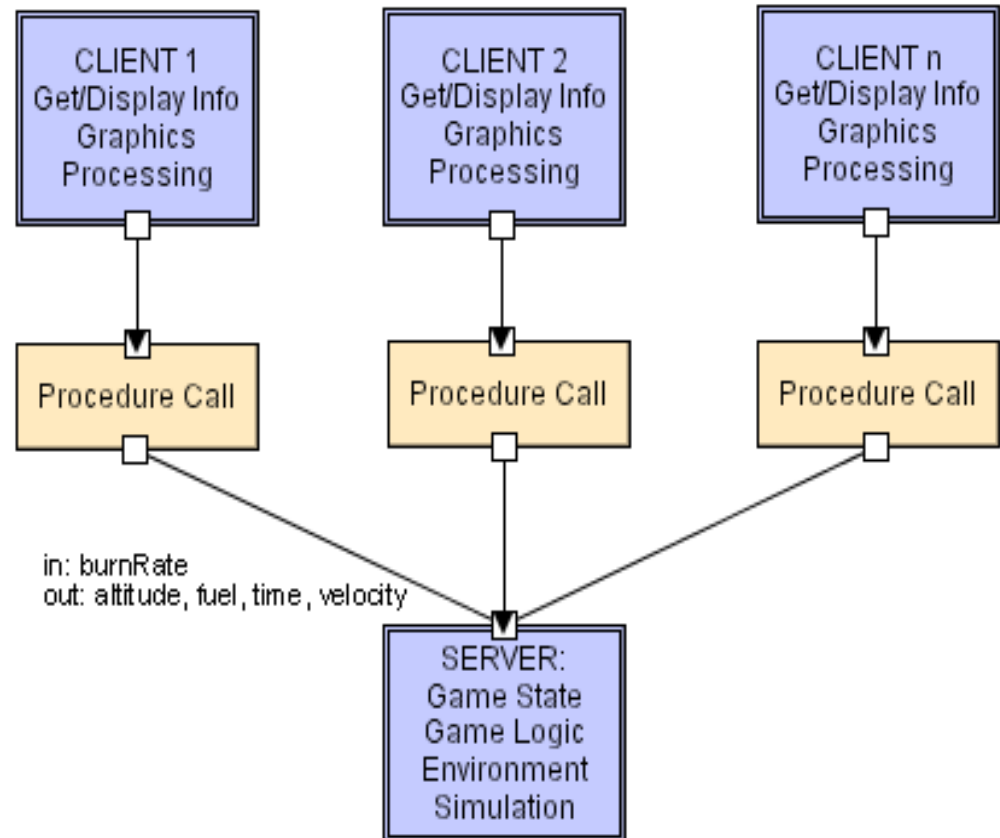 CLIENT 1
Get/Display Info
Graphics
Processing
CLIENT 2
Get/Display Info
Graphics
Processing
CLIENT n
Get/Display Info
Graphics
Processing
Procedure Call
Procedure Call
Procedure Call
in: burnRate
out: altitude, fuel, time, velocity
SERVER:
Game State
Game Logic
Environment
Simulation